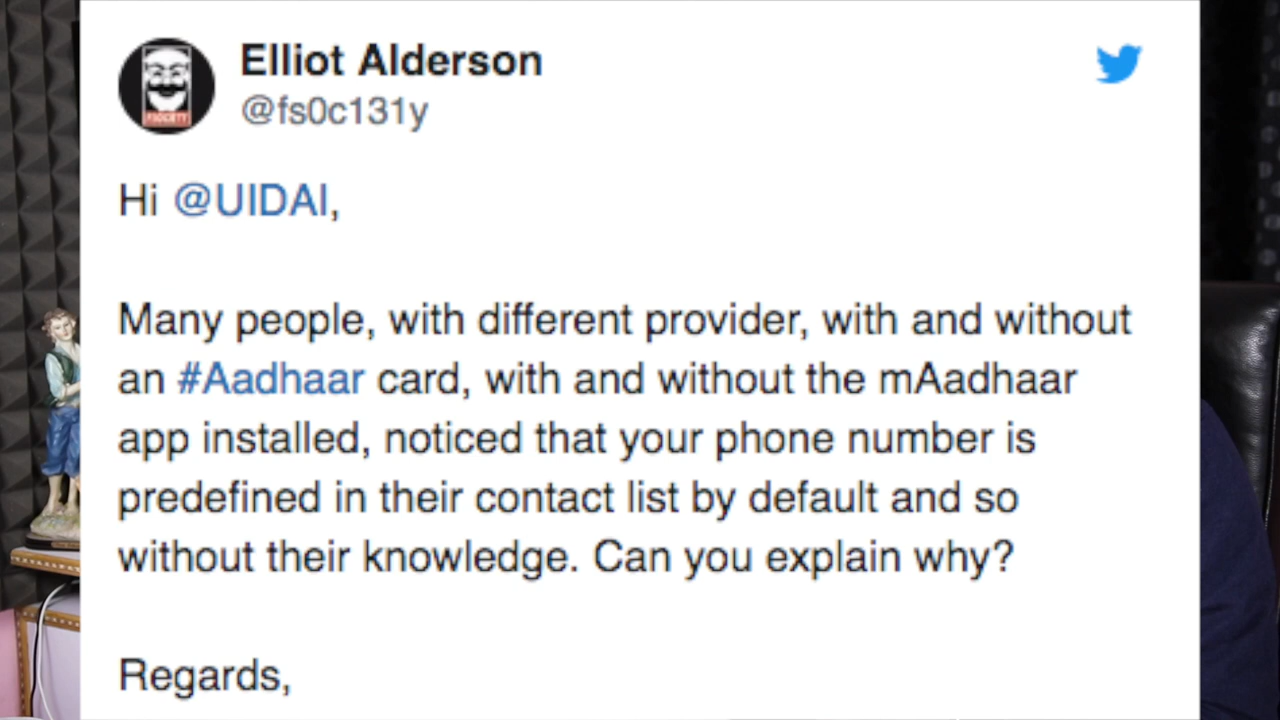 Elliot Alderson
@fs0c131y
Hi @UIDAI,
Many people, with different provider, with and without
an #Aadhaar card, with and without the mAadhaar
app installed, noticed that your phone number is
predefined in their contact list by default and so
without their knowledge. Can you explain why?
Regards,